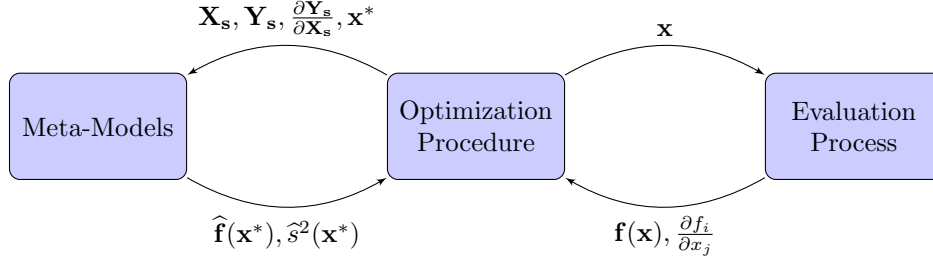 X_s, Y_s, ∂Y_s/∂X_s, x*
x
Meta-Models
Optimization
Procedure
Evaluation
Process
f̂(x*), ŝ²(x*)
f(x), ∂f_i/∂x_j